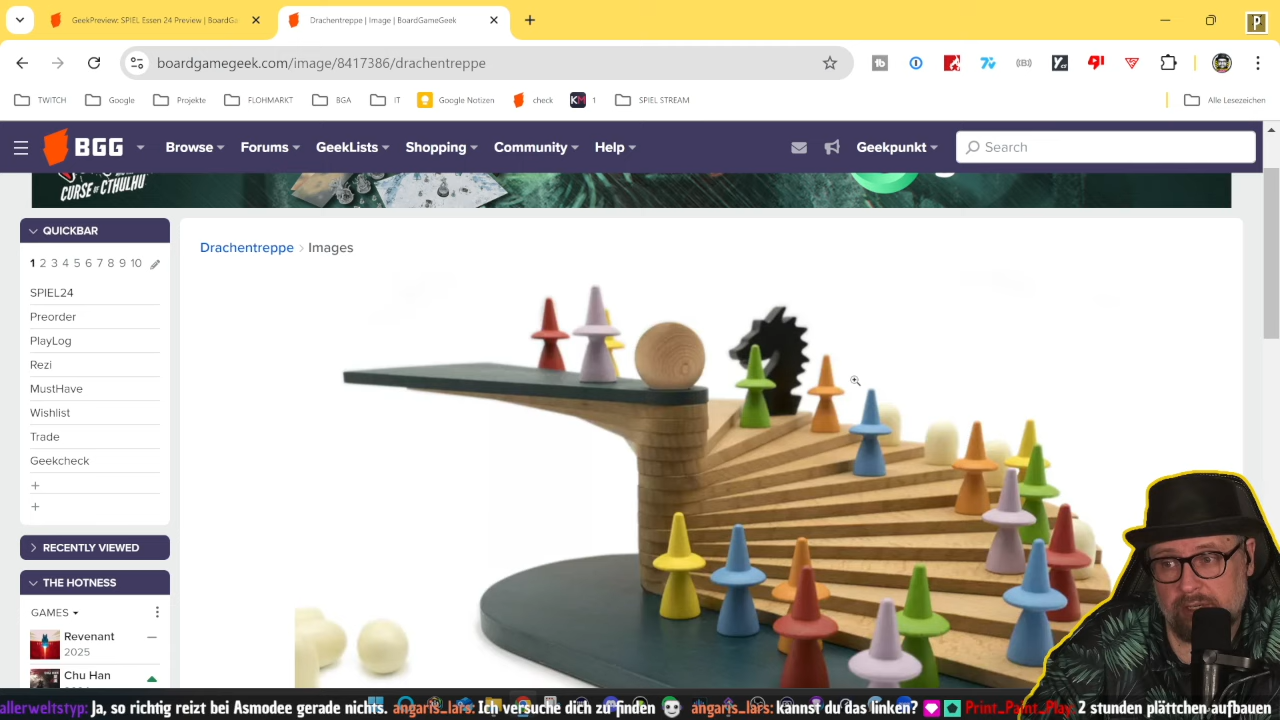 GeekPreview: SPIEL Essen 24 Preview | BoardGa
Drachentreppe | Image | BoardGameGeek
boardgamegeek.com/image/8417386/drachentreppe
TWITCH
Google
Projekte
FLOHMARKT
BGA
IT
Google Notizen
check
KM
1
SPIEL STREAM
Alle Lesezeichen
BGG
Browse
Forums
GeekLists
Shopping
Community
Help
Geekpunkt
Search
CURSE OF CTHULHU
QUICKBAR
Drachentreppe > Images
1 2 3 4 5 6 7 8 9 10
SPIEL24
Preorder
PlayLog
Rezi
MustHave
Wishlist
Trade
Geekcheck
RECENTLY VIEWED
THE HOTNESS
GAMES
Revenant
2025
Chu Han
allerweltstyp: Ja, so richtig reizt bei Asmodee gerade nichts. angaris_lars: Ich versuche dich zu finden angaris_lars: kännst du das linken? Print_Paint_Play: 2 stunden plättchen aufbauen